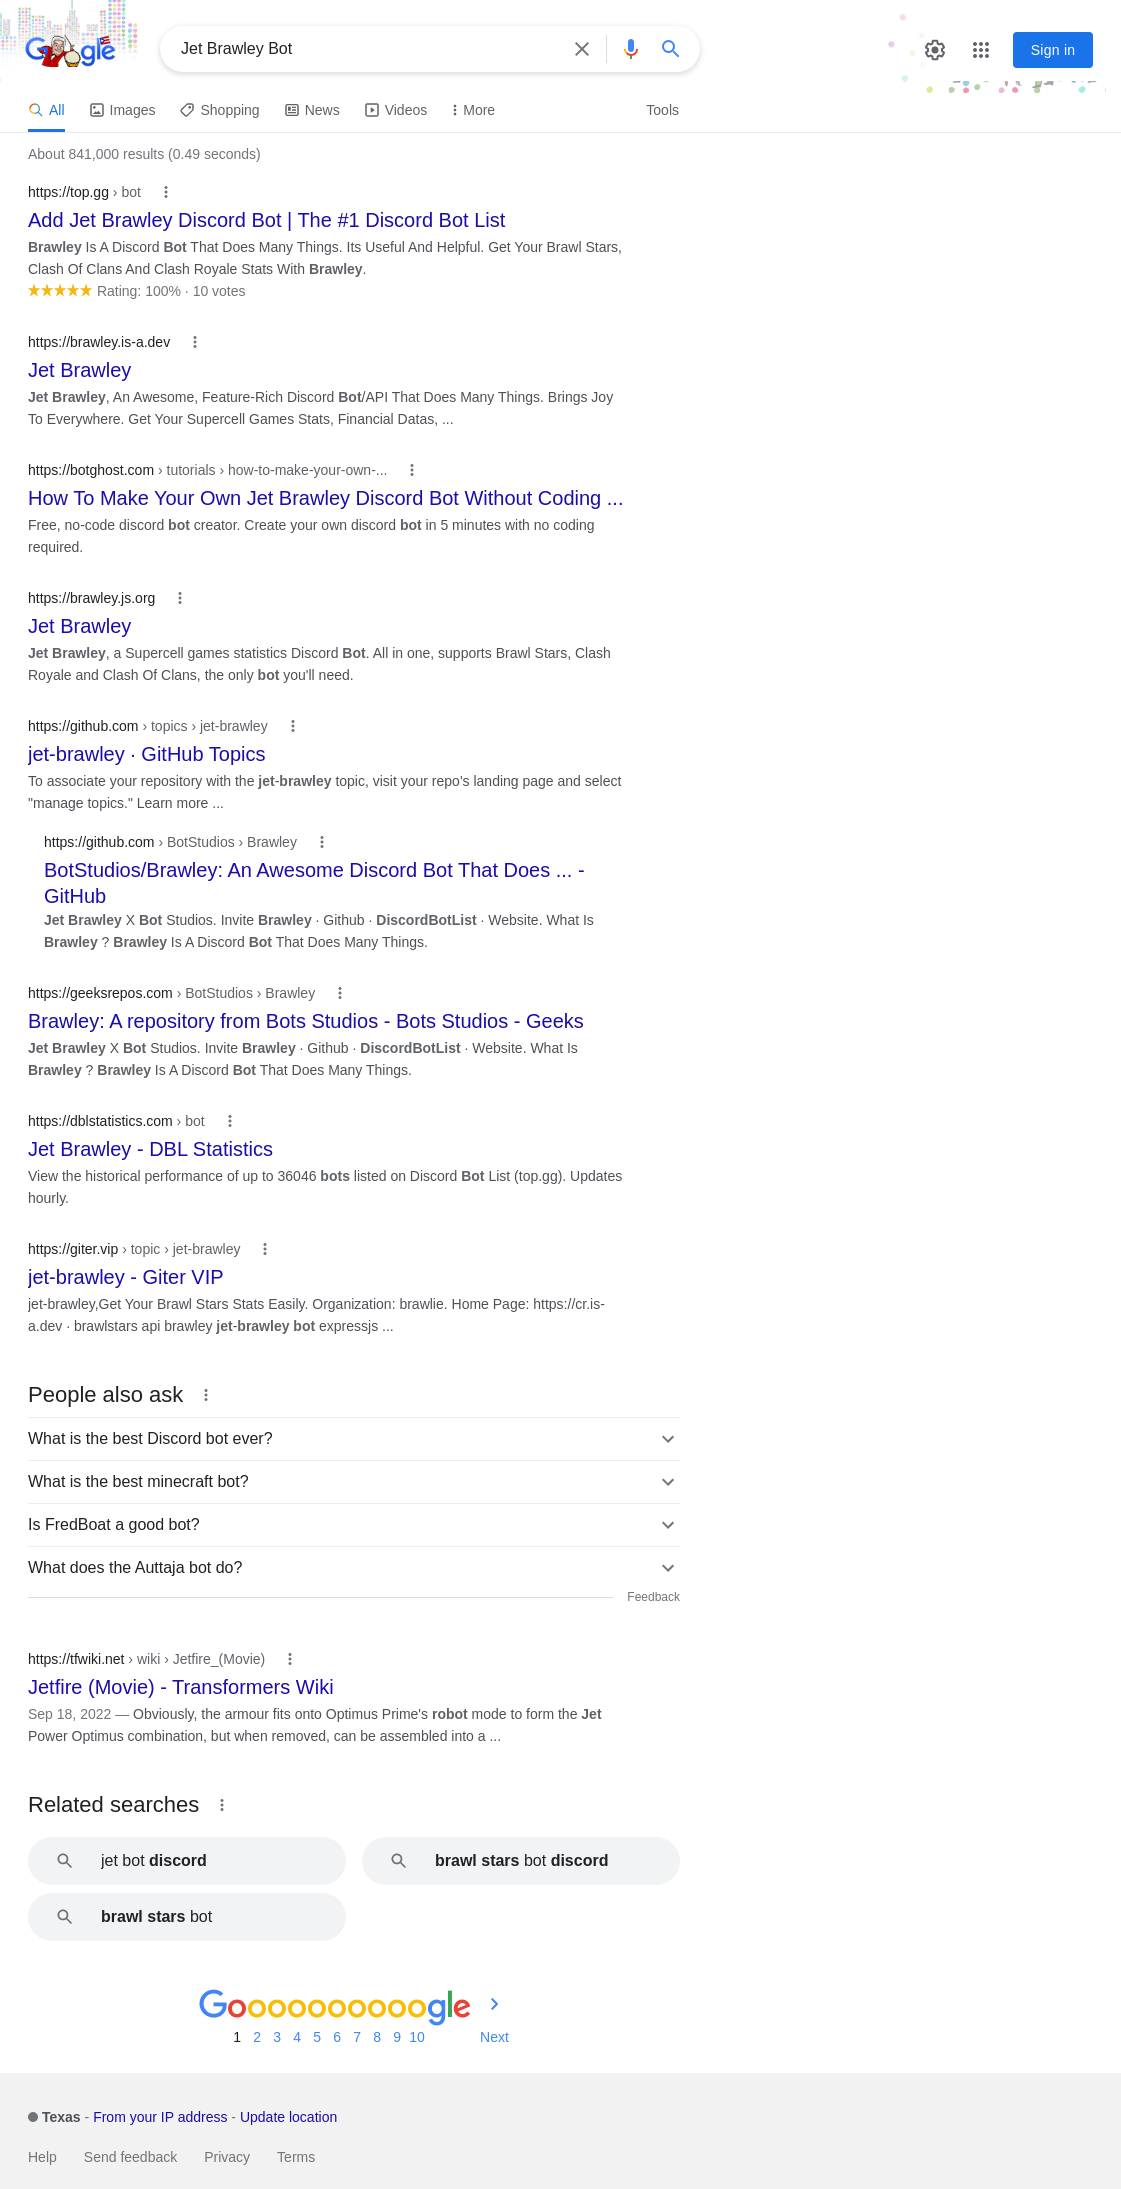 Google
Jet Brawley Bot
Sign in
All Images Shopping News Videos More Tools
About 841,000 results (0.49 seconds)
https://top.gg › bot
Add Jet Brawley Discord Bot | The #1 Discord Bot List
Brawley Is A Discord Bot That Does Many Things. Its Useful And Helpful. Get Your Brawl Stars,
Clash Of Clans And Clash Royale Stats With Brawley.
Rating: 100% · 10 votes
https://brawley.is-a.dev
Jet Brawley
Jet Brawley, An Awesome, Feature-Rich Discord Bot/API That Does Many Things. Brings Joy
To Everywhere. Get Your Supercell Games Stats, Financial Datas, ...
https://botghost.com › tutorials › how-to-make-your-own-...
How To Make Your Own Jet Brawley Discord Bot Without Coding ...
Free, no-code discord bot creator. Create your own discord bot in 5 minutes with no coding
required.
https://brawley.js.org
Jet Brawley
Jet Brawley, a Supercell games statistics Discord Bot. All in one, supports Brawl Stars, Clash
Royale and Clash Of Clans, the only bot you'll need.
https://github.com › topics › jet-brawley
jet-brawley · GitHub Topics
To associate your repository with the jet-brawley topic, visit your repo's landing page and select
"manage topics." Learn more ...
https://github.com › BotStudios › Brawley
BotStudios/Brawley: An Awesome Discord Bot That Does ... -
GitHub
Jet Brawley X Bot Studios. Invite Brawley · Github · DiscordBotList · Website. What Is
Brawley ? Brawley Is A Discord Bot That Does Many Things.
https://geeksrepos.com › BotStudios › Brawley
Brawley: A repository from Bots Studios - Bots Studios - Geeks
Jet Brawley X Bot Studios. Invite Brawley · Github · DiscordBotList · Website. What Is
Brawley ? Brawley Is A Discord Bot That Does Many Things.
https://dblstatistics.com › bot
Jet Brawley - DBL Statistics
View the historical performance of up to 36046 bots listed on Discord Bot List (top.gg). Updates
hourly.
https://giter.vip › topic › jet-brawley
jet-brawley - Giter VIP
jet-brawley,Get Your Brawl Stars Stats Easily. Organization: brawlie. Home Page: https://cr.is-
a.dev · brawlstars api brawley jet-brawley bot expressjs ...
People also ask
What is the best Discord bot ever?
What is the best minecraft bot?
Is FredBoat a good bot?
What does the Auttaja bot do?
Feedback
https://tfwiki.net › wiki › Jetfire_(Movie)
Jetfire (Movie) - Transformers Wiki
Sep 18, 2022 — Obviously, the armour fits onto Optimus Prime's robot mode to form the Jet
Power Optimus combination, but when removed, can be assembled into a ...
Related searches
jet bot discord
brawl stars bot discord
brawl stars bot
Goooooooooogle
1 2 3 4 5 6 7 8 9 10 Next
Texas - From your IP address - Update location
Help Send feedback Privacy Terms